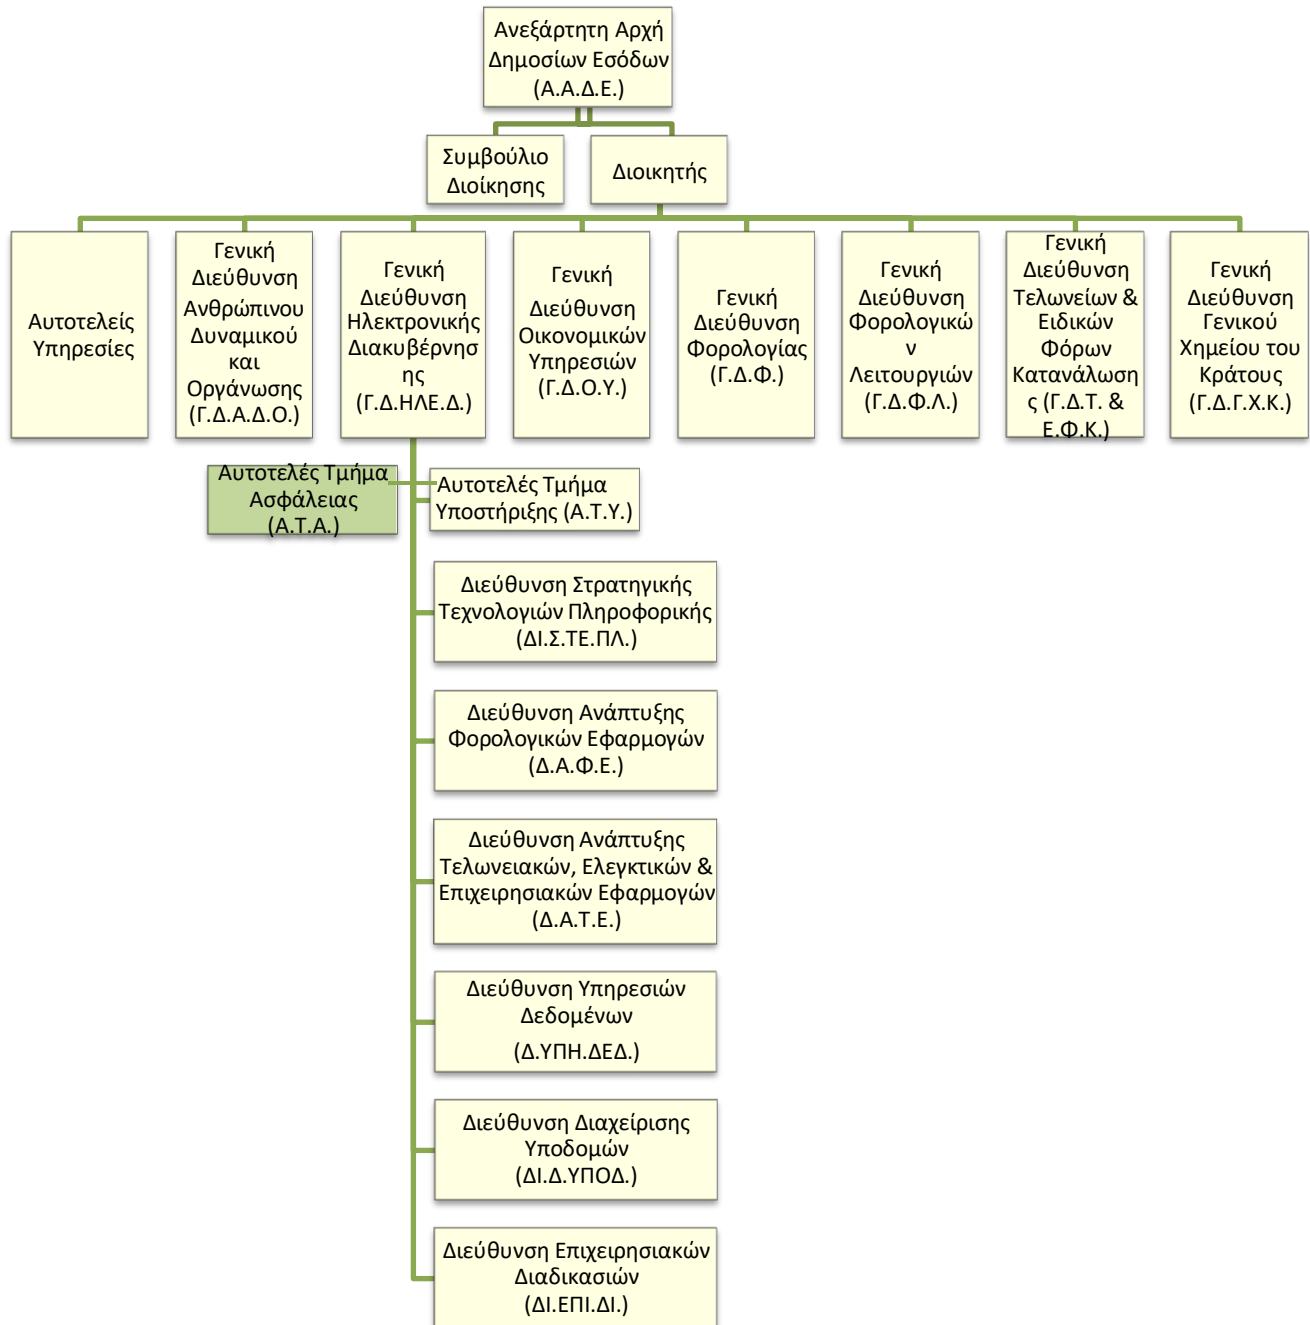 Ανεξάρτητη Αρχή
Δημοσίων Εσόδων
(Α.Α.Δ.Ε.)
Συμβούλιο
Διοίκησης
Διοικητής
Αυτοτελείς
Υπηρεσίες
Γενική
Διεύθυνση
Ανθρώπινου
Δυναμικού
και
Οργάνωσης
(Γ.Δ.Α.Δ.Ο.)
Γενική
Διεύθυνση
Ηλεκτρονικής
Διακυβέρνησ
ης
(Γ.Δ.ΗΛΕ.Δ.)
Γενική
Διεύθυνση
Οικονομικών
Υπηρεσιών
(Γ.Δ.Ο.Υ.)
Γενική
Διεύθυνση
Φορολογίας
(Γ.Δ.Φ.)
Γενική
Διεύθυνση
Φορολογικώ
ν
Λειτουργιών
(Γ.Δ.Φ.Λ.)
Γενική
Διεύθυνση
Τελωνείων &
Ειδικών
Φόρων
Κατανάλωση
ς (Γ.Δ.Τ. &
Ε.Φ.Κ.)
Γενική
Διεύθυνση
Γενικού
Χημείου του
Κράτους
(Γ.Δ.Γ.Χ.Κ.)
Αυτοτελές Τμήμα
Ασφάλειας
(Α.Τ.Α.)
Αυτοτελές Τμήμα
Υποστήριξης (Α.Τ.Υ.)
Διεύθυνση Στρατηγικής
Τεχνολογιών Πληροφορικής
(ΔΙ.Σ.ΤΕ.ΠΛ.)
Διεύθυνση Ανάπτυξης
Φορολογικών Εφαρμογών
(Δ.Α.Φ.Ε.)
Διεύθυνση Ανάπτυξης
Τελωνειακών, Ελεγκτικών &
Επιχειρησιακών Εφαρμογών
(Δ.Α.Τ.Ε.)
Διεύθυνση Υπηρεσιών
Δεδομένων
(Δ.ΥΠΗ.ΔΕΔ.)
Διεύθυνση Διαχείρισης
Υποδομών
(ΔΙ.Δ.ΥΠΟΔ.)
Διεύθυνση Επιχειρησιακών
Διαδικασιών
(ΔΙ.ΕΠΙ.ΔΙ.)